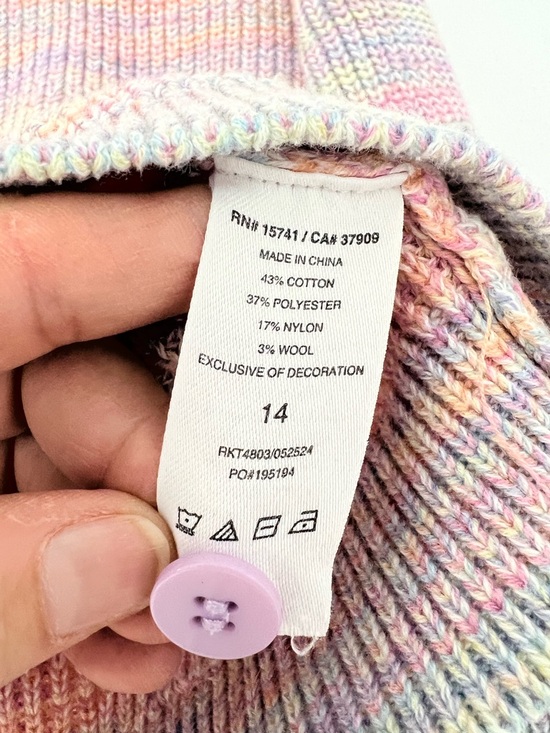 RN# 15741 / CA# 37909
MADE IN CHINA
43% COTTON
37% POLYESTER
17% NYLON
3% WOOL
EXCLUSIVE OF DECORATION
14
RKT4803/052524
PO#195194